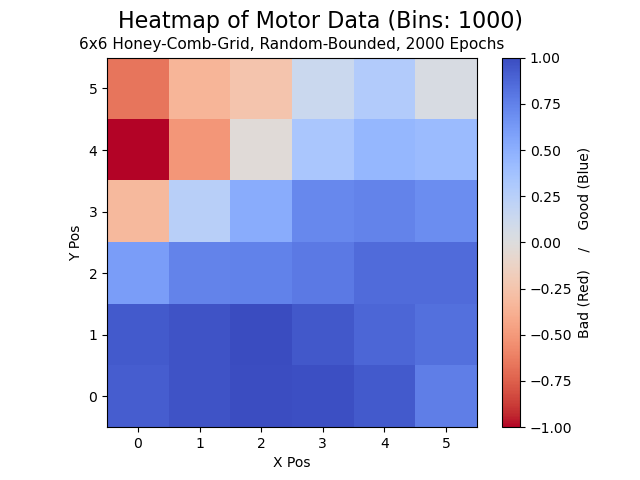 Heatmap of Motor Data (Bins: 1000)
6x6 Honey-Comb-Grid, Random-Bounded, 2000 Epochs
5
4
3
2
1
0
Y Pos
0 1 2 3 4 5
X Pos
1.00
0.75
0.50
0.25
0.00
−0.25
−0.50
−0.75
−1.00
Bad (Red) / Good (Blue)